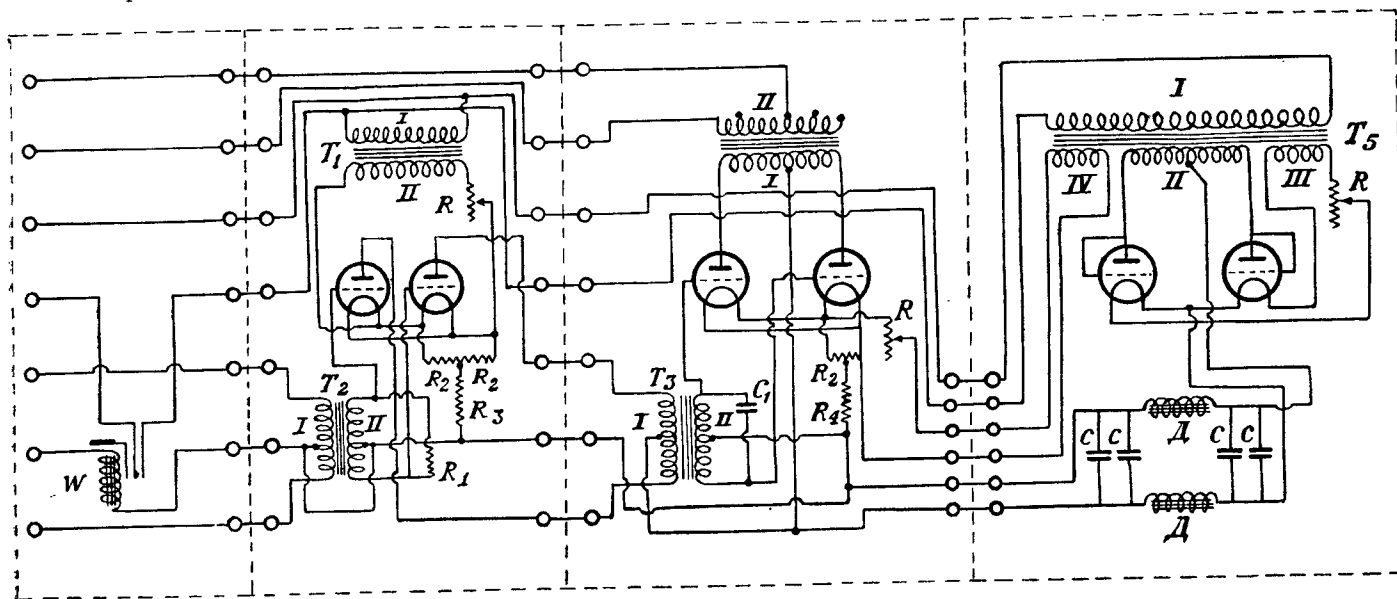 I
T₁
II
R
R₂ R₂
R₃
T₂
I II
R₁
W
II
I
R
R₂
R₄
T₃
C₁
I II
I
T₅
IV II III
R
C C Д C C
Д